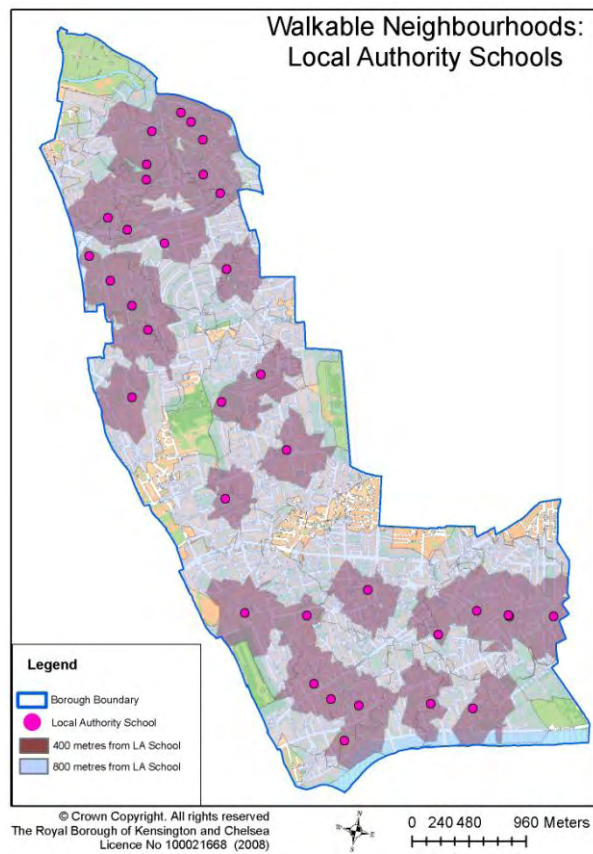 Walkable Neighbourhoods:
Local Authority Schools
Legend
Borough Boundary
Local Authority School
400 metres from LA School
800 metres from LA School
© Crown Copyright. All rights reserved
The Royal Borough of Kensington and Chelsea
Licence No 100021668 (2008)
N
W E
S
0 240 480 960 Meters